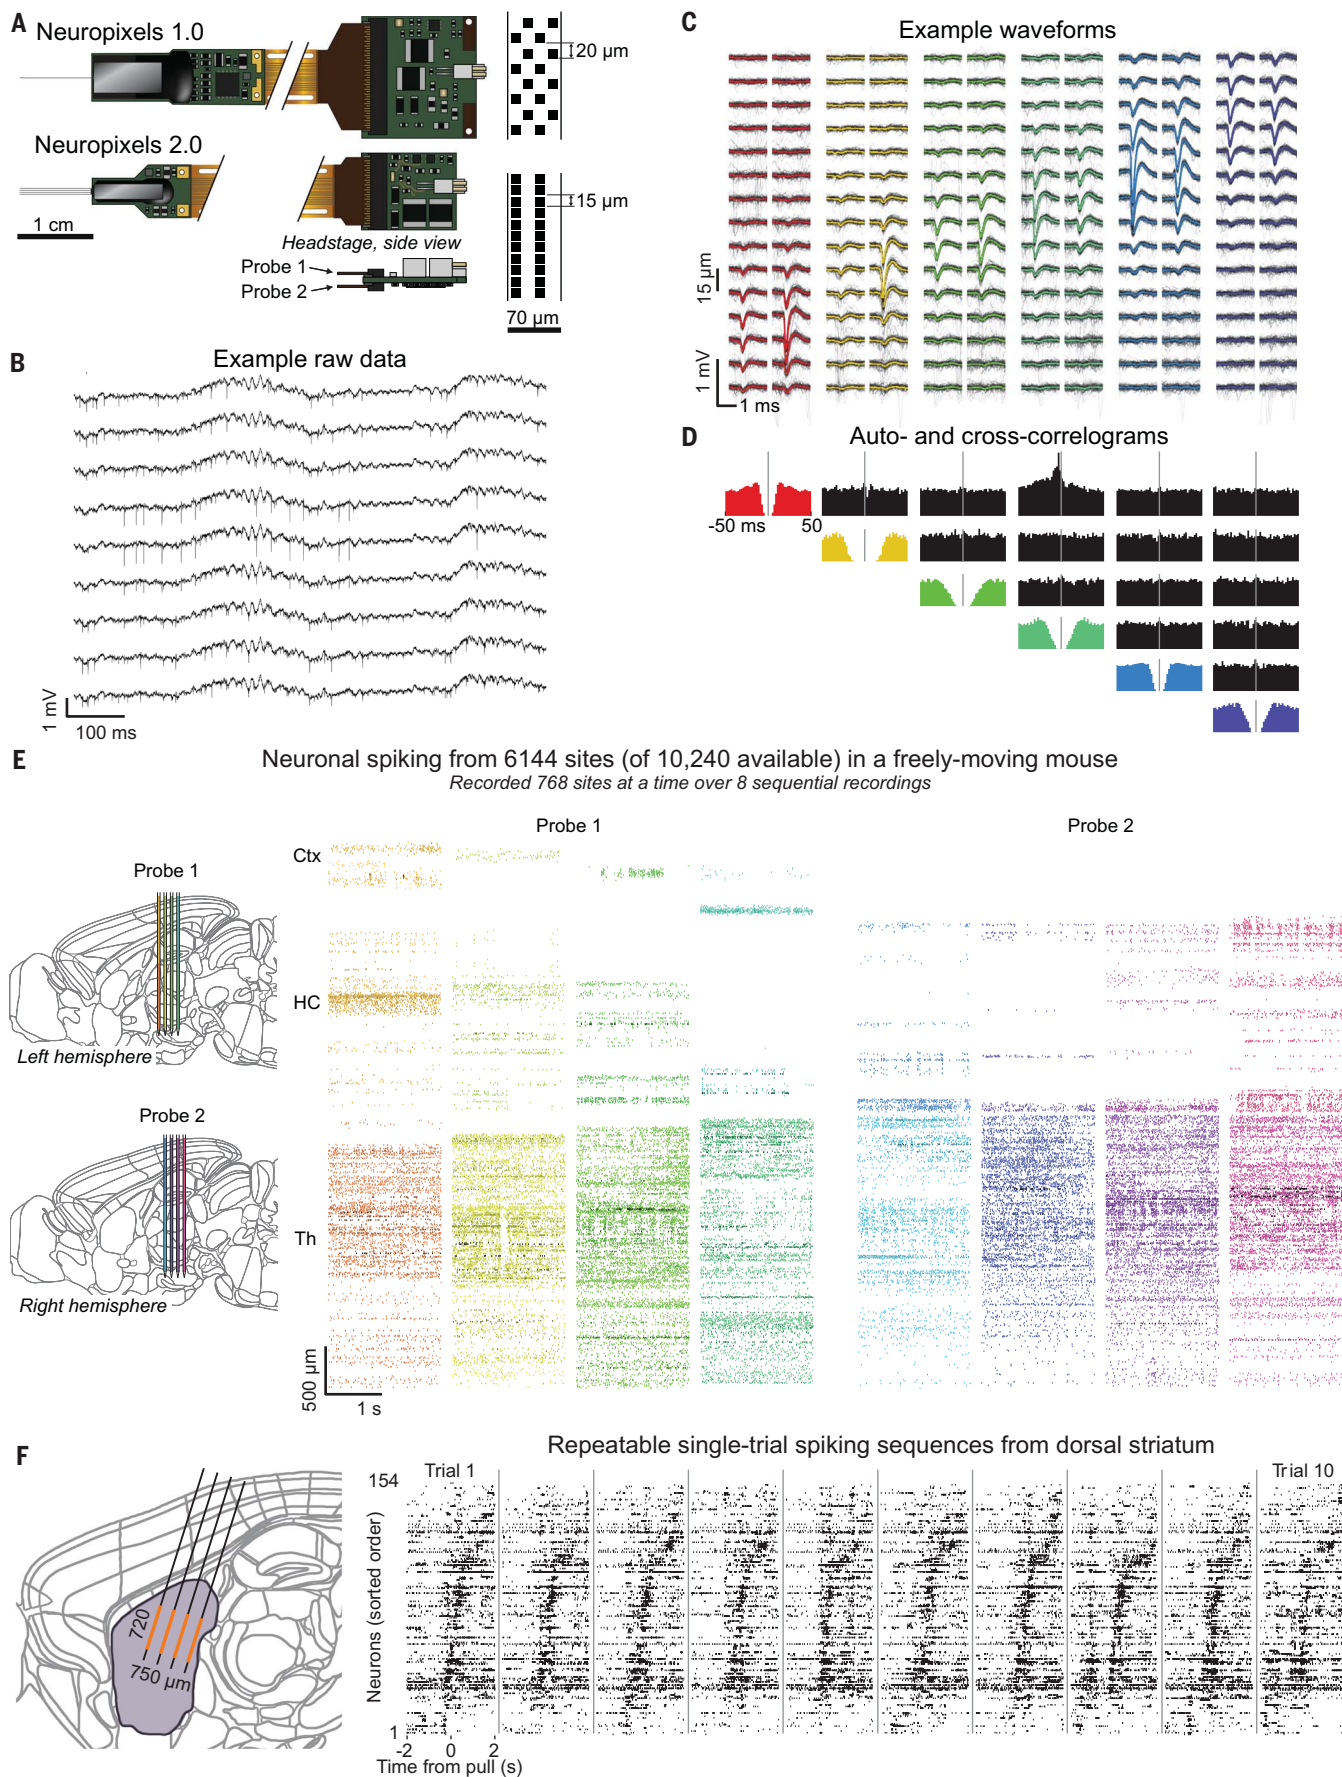 A
Neuropixels 1.0
20 µm
Neuropixels 2.0
15 µm
1 cm
Headstage, side view
Probe 1
Probe 2
70 µm
B
Example raw data
1 mV
100 ms
C
Example waveforms
15 µm
1 mV
1 ms
D
Auto- and cross-correlograms
-50 ms
50
E
Neuronal spiking from 6144 sites (of 10,240 available) in a freely-moving mouse
Recorded 768 sites at a time over 8 sequential recordings
Probe 1
Probe 2
Probe 1
Left hemisphere
Probe 2
Right hemisphere
Ctx
HC
Th
500 µm
1 s
F
720
750 µm
Repeatable single-trial spiking sequences from dorsal striatum
Trial 1
Trial 10
154
Neurons (sorted order)
1
-2
0
2
Time from pull (s)